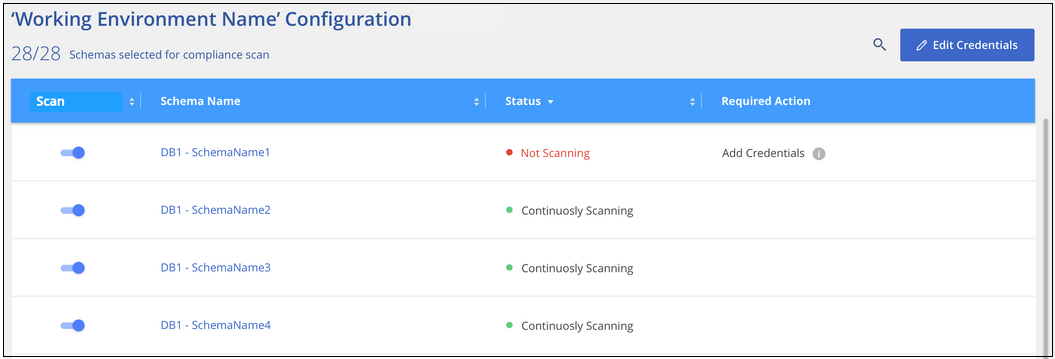 ‘Working Environment Name’ Configuration
28/28 Schemas selected for compliance scan
Edit Credentials
Scan Schema Name Status Required Action
DB1 - SchemaName1 Not Scanning Add Credentials i
DB1 - SchemaName2 Continuosly Scanning
DB1 - SchemaName3 Continuosly Scanning
DB1 - SchemaName4 Continuosly Scanning